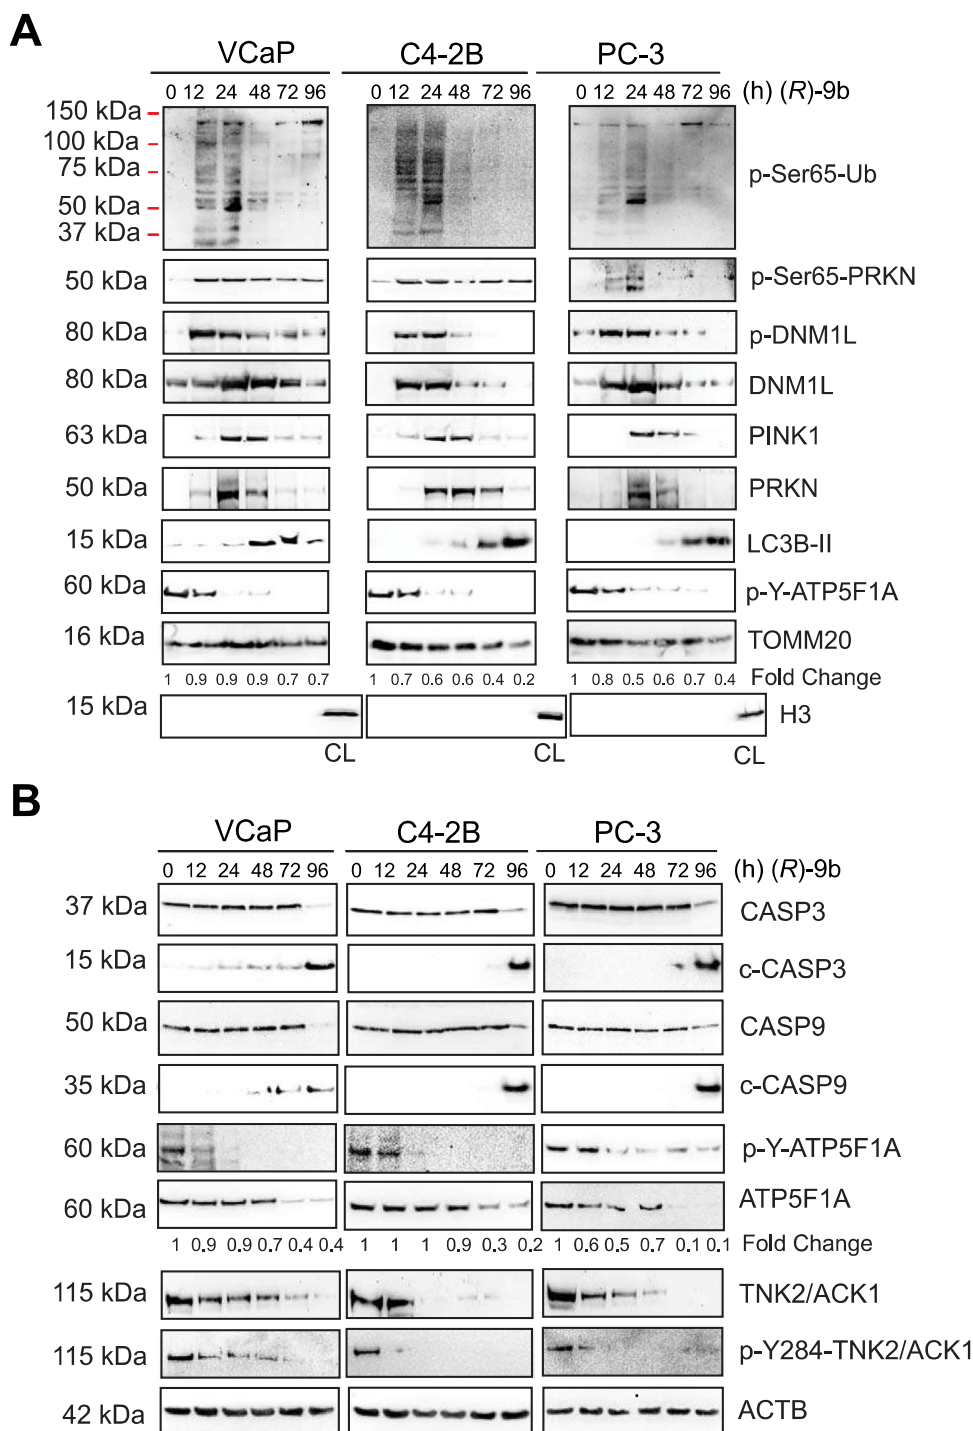 A
VCaP C4-2B PC-3
0 12 24 48 72 96 0 12 24 48 72 96 0 12 24 48 72 96 (h) (R)-9b
150 kDa
100 kDa
75 kDa
50 kDa
37 kDa
p-Ser65-Ub
50 kDa p-Ser65-PRKN
80 kDa p-DNM1L
80 kDa DNM1L
63 kDa PINK1
50 kDa PRKN
15 kDa LC3B-II
60 kDa p-Y-ATP5F1A
16 kDa TOMM20
1 0.9 0.9 0.9 0.7 0.7 1 0.7 0.6 0.6 0.4 0.2 1 0.8 0.5 0.6 0.7 0.4 Fold Change
15 kDa H3
CL CL CL
B
VCaP C4-2B PC-3
0 12 24 48 72 96 0 12 24 48 72 96 0 12 24 48 72 96 (h) (R)-9b
37 kDa CASP3
15 kDa c-CASP3
50 kDa CASP9
35 kDa c-CASP9
60 kDa p-Y-ATP5F1A
60 kDa ATP5F1A
1 0.9 0.9 0.7 0.4 0.4 1 1 1 0.9 0.3 0.2 1 0.6 0.5 0.7 0.1 0.1 Fold Change
115 kDa TNK2/ACK1
115 kDa p-Y284-TNK2/ACK1
42 kDa ACTB